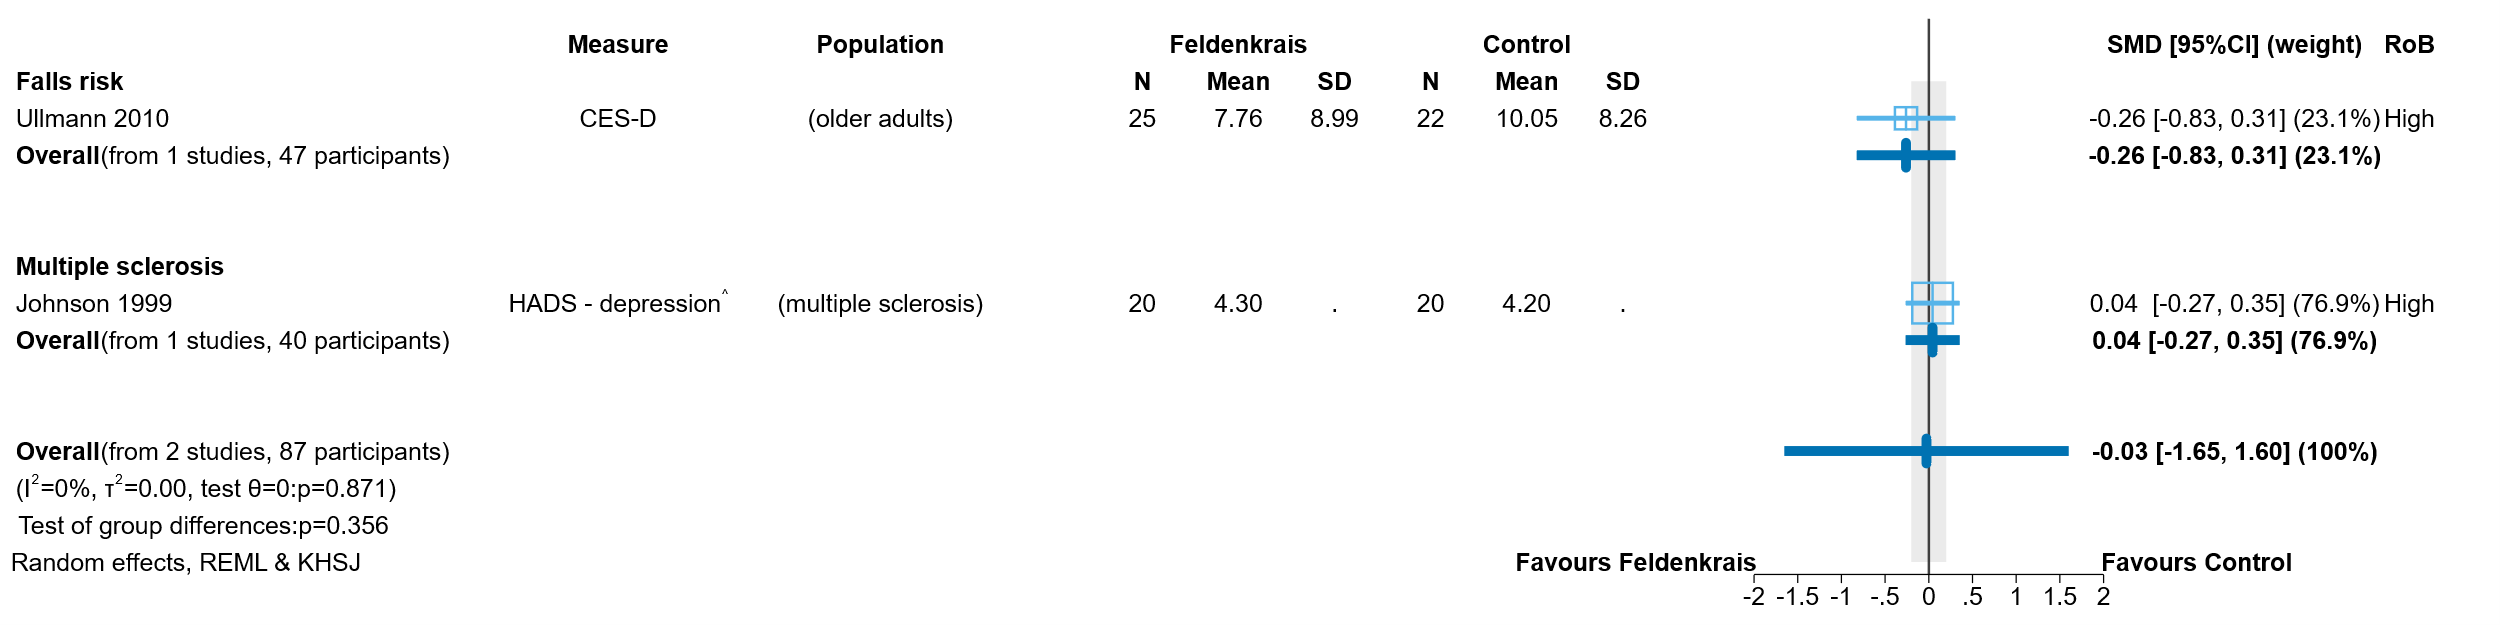 Measure Population Feldenkrais Control SMD [95%CI] (weight) RoB
Falls risk N Mean SD N Mean SD
Ullmann 2010 CES-D (older adults) 25 7.76 8.99 22 10.05 8.26 -0.26 [-0.83, 0.31] (23.1%) High
Overall(from 1 studies, 47 participants) -0.26 [-0.83, 0.31] (23.1%)
Multiple sclerosis
Johnson 1999 HADS - depression^ (multiple sclerosis) 20 4.30 . 20 4.20 . 0.04 [-0.27, 0.35] (76.9%) High
Overall(from 1 studies, 40 participants) 0.04 [-0.27, 0.35] (76.9%)
Overall(from 2 studies, 87 participants) -0.03 [-1.65, 1.60] (100%)
(I²=0%, τ²=0.00, test θ=0:p=0.871)
Test of group differences:p=0.356
Random effects, REML & KHSJ Favours Feldenkrais Favours Control
-2 -1.5 -1 -.5 0 .5 1 1.5 2